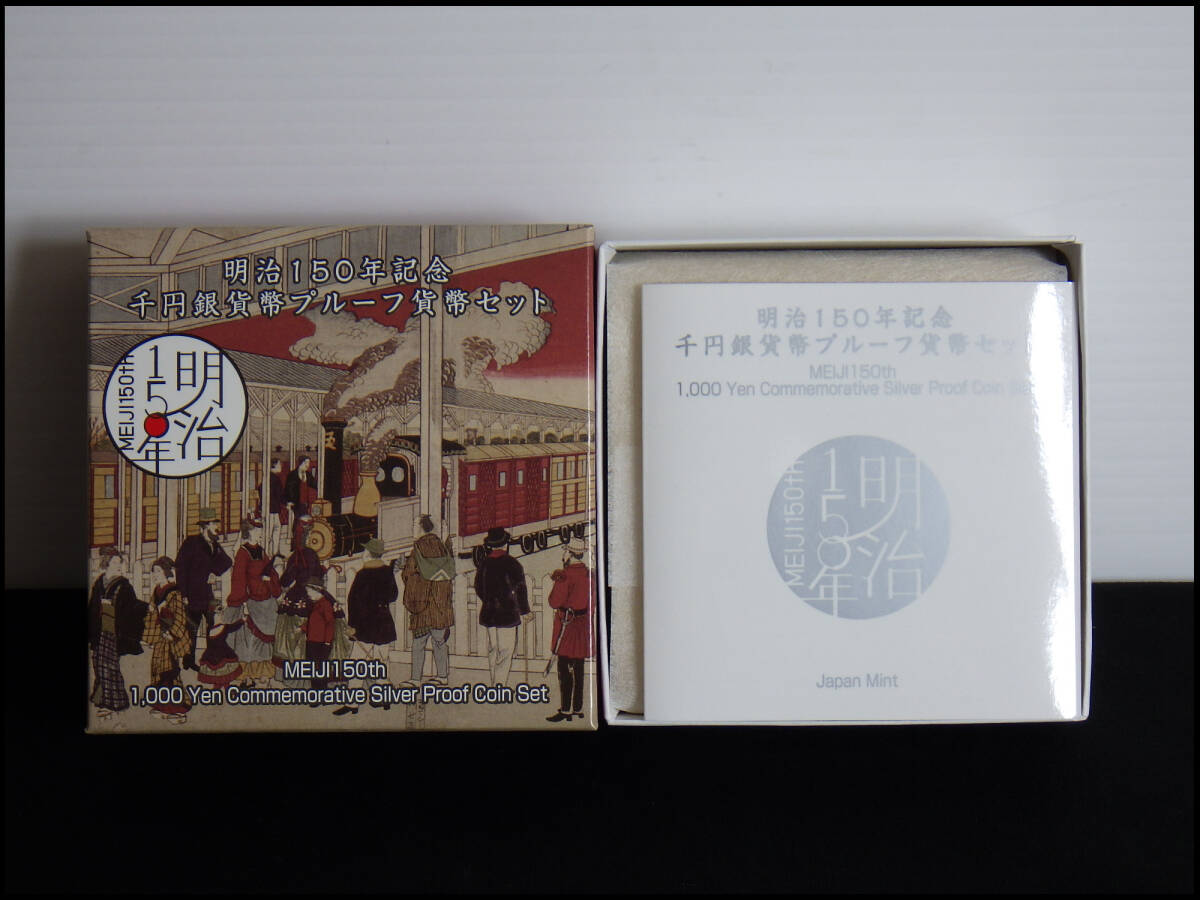 明治150年記念
千円銀貨幣プルーフ貨幣セット
明治
150年
MEIJI150th
MEIJI150th
1,000 Yen Commemorative Silver Proof Coin Set
明治150年記念
千円銀貨幣プルーフ貨幣セッ
MEIJI150th
1,000 Yen Commemorative Silver Proof Coin Set
明治
150年
MEIJI150th
Japan Mint